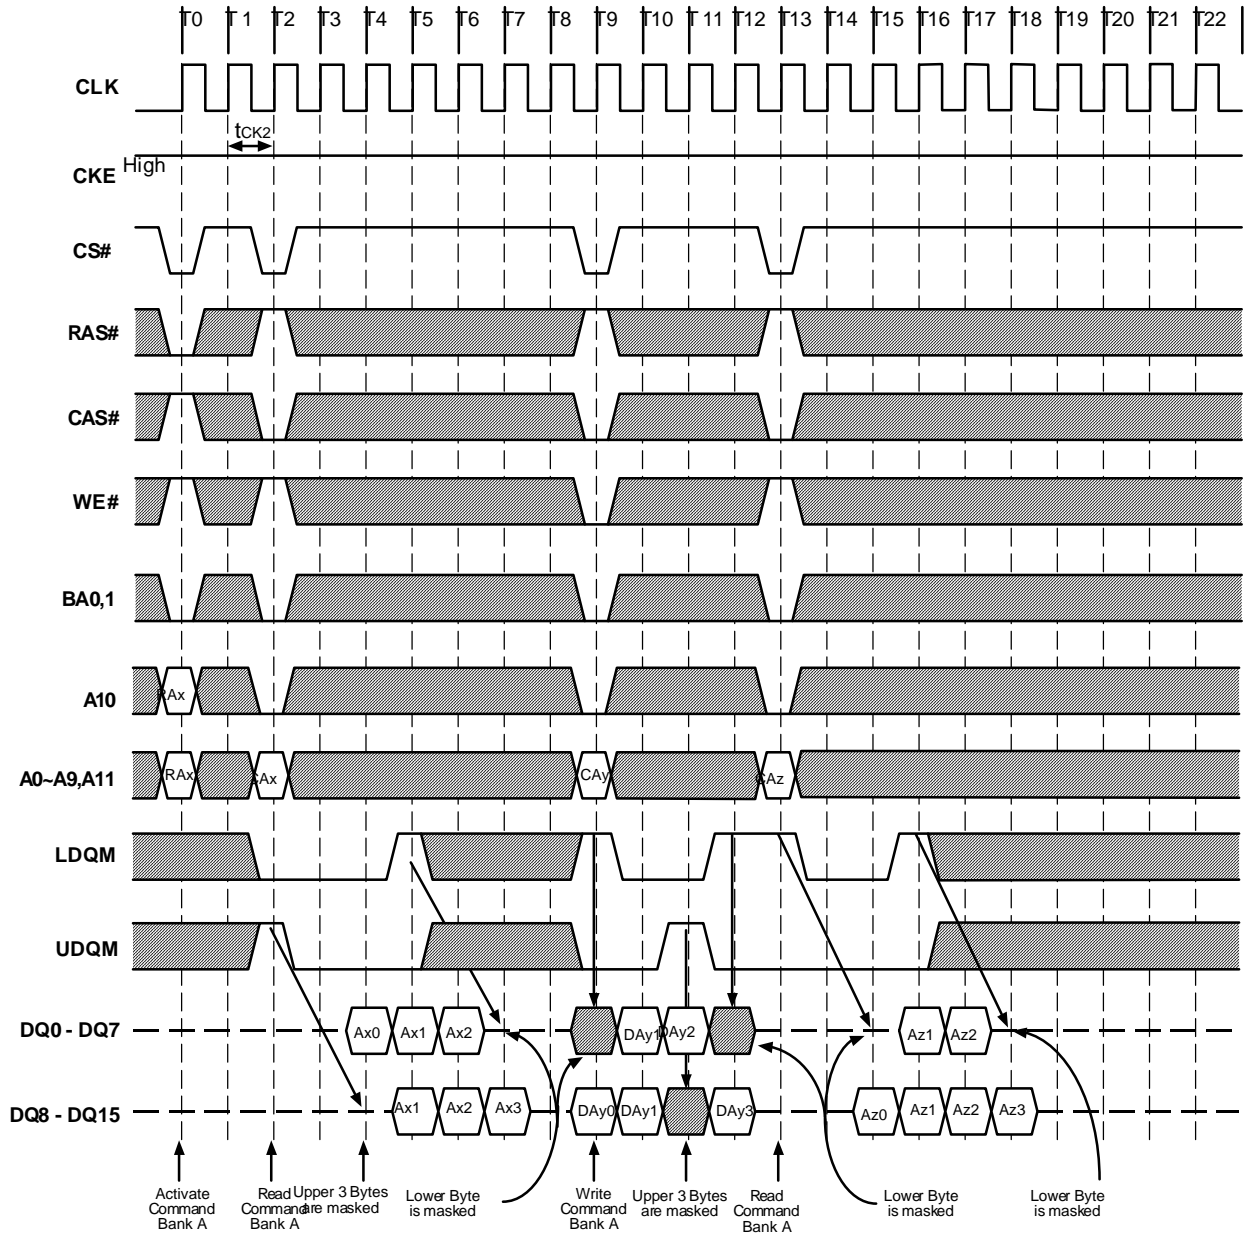 T0 T1 T2 T3 T4 T5 T6 T7 T8 T9 T10 T11 T12 T13 T14 T15 T16 T17 T18 T19 T20 T21 T22
CLK
tCK2
High
CKE
CS#
RAS#
CAS#
WE#
BA0,1
RAx
A10
RAx CAx CAy CAz
A0~A9,A11
LDQM
UDQM
DQ0 - DQ7
Ax0 Ax1 Ax2 DAy1 DAy2 Az1 Az2
DQ8 - DQ15
Ax1 Ax2 Ax3 DAy0 DAy1 DAy3 Az0 Az1 Az2 Az3
Activate
Command
Bank A
Read
Command
Bank A
Upper 3 Bytes
are masked
Lower Byte
is masked
Write
Command
Bank A
Upper 3 Bytes
are masked
Read
Command
Bank A
Lower Byte
is masked
Lower Byte
is masked